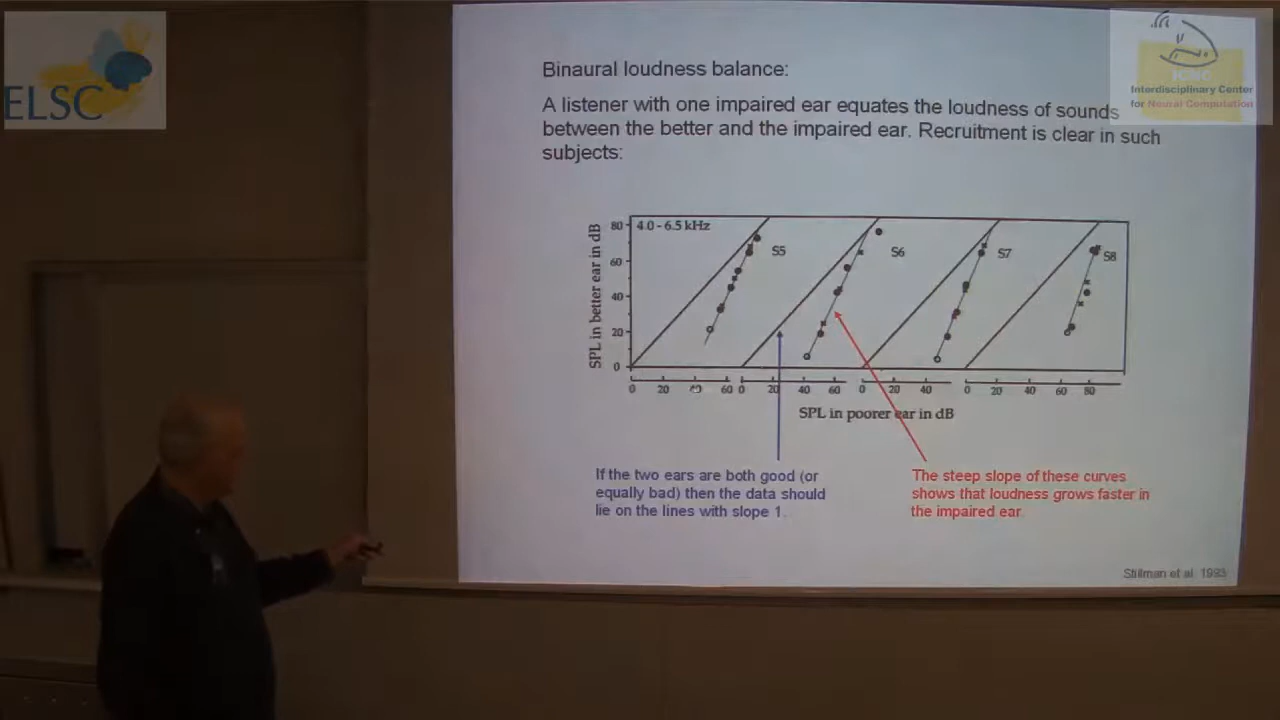 ELSC
ICNC
Interdisciplinary Center
for Neural Computation
Binaural loudness balance:
A listener with one impaired ear equates the loudness of sounds
between the better and the impaired ear. Recruitment is clear in such
subjects:
SPL in better ear in dB
80
60
40
20
0
4.0 - 6.5 kHz
S5
S6
S7
S8
0 20 40 60 0 20 40 60 0 20 40 0 20 40 60 80
SPL in poorer ear in dB
If the two ears are both good (or
equally bad) then the data should
lie on the lines with slope 1.
The steep slope of these curves
shows that loudness grows faster in
the impaired ear
Stillman et al. 1993